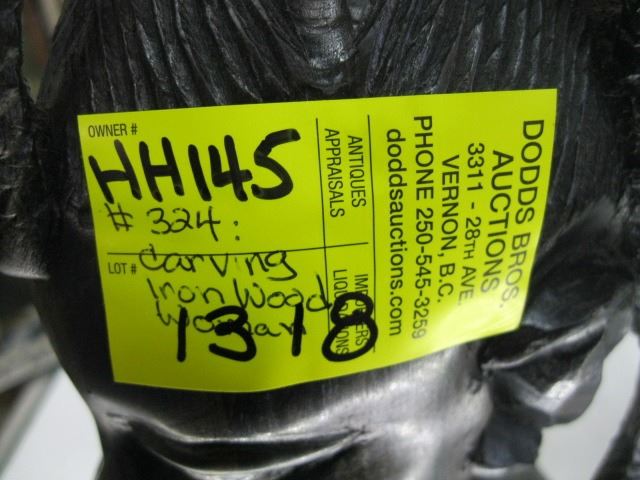 OWNER #
HH145
# 324:
LOT #
carving
Iron Wood
Woman
1318
ANTIQUES
APPRAISALS
LIQUIDATIONS
DODDS BROS.
AUCTIONS
3311 - 28TH AVE.
VERNON, B.C.
PHONE 250-545-3259
doddsauctions.com